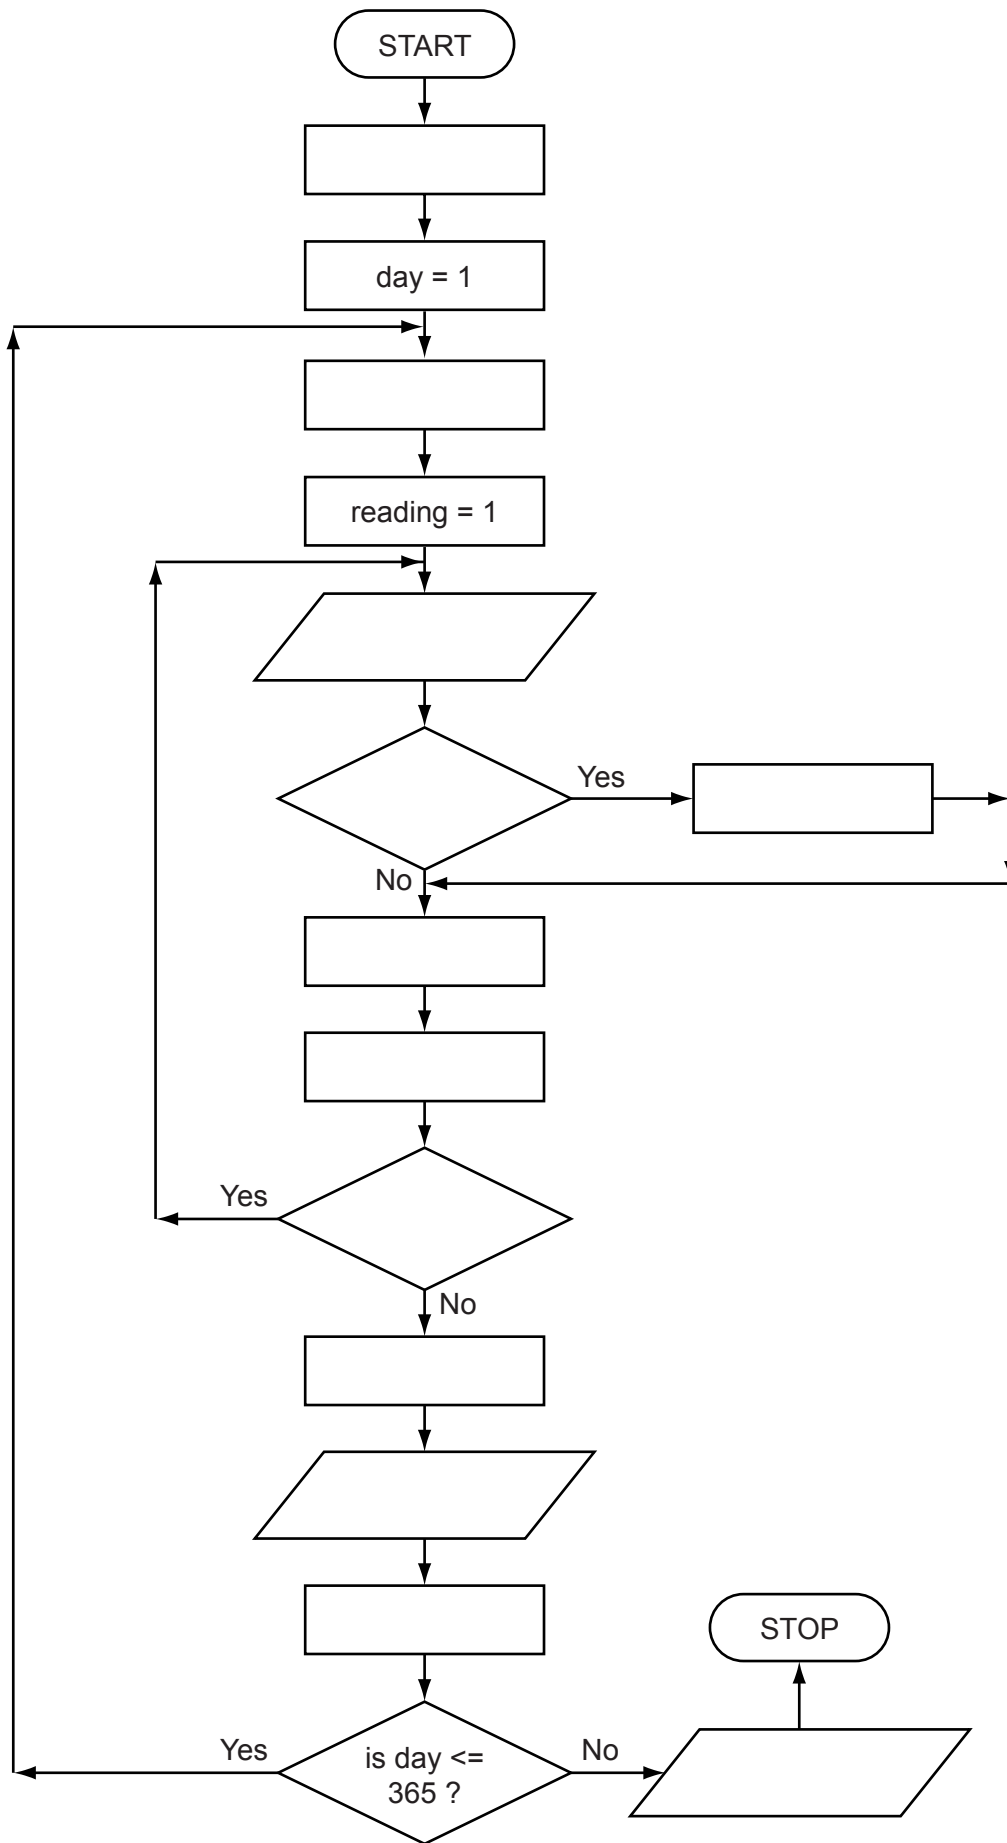 START
day = 1
reading = 1
Yes
No
Yes
No
STOP
Yes
is day <=
365 ?
No